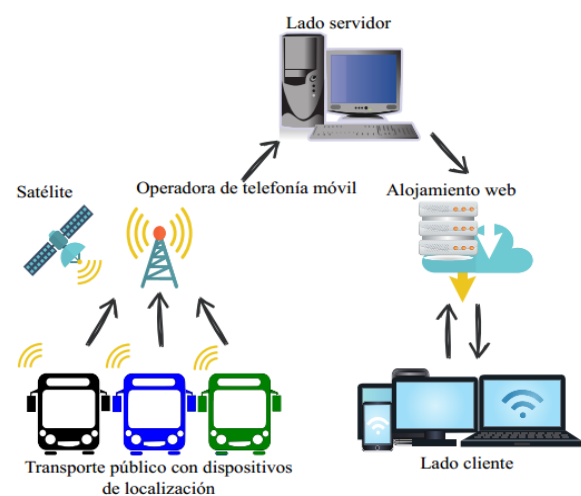 Lado servidor
Satélite
Operadora de telefonía móvil
Alojamiento web
Transporte público con dispositivos
de localización
Lado cliente